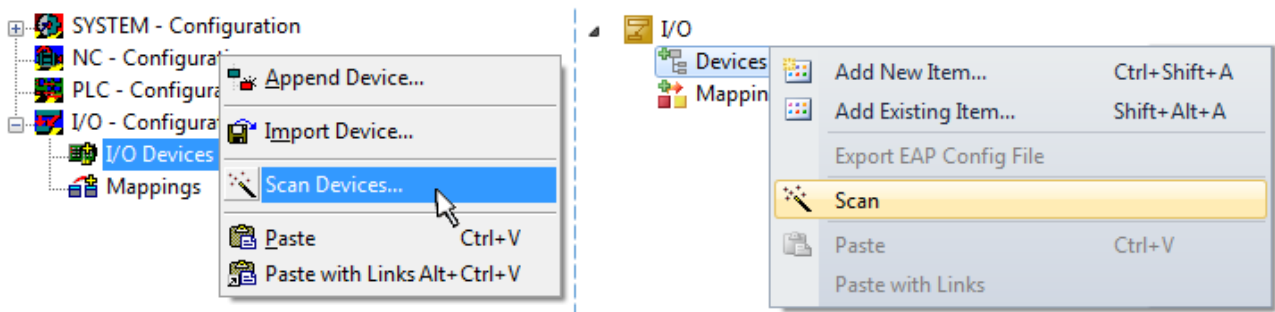 SYSTEM - Configuration
NC - Configurat
PLC - Configura
I/O - Configurat
I/O Devices
Mappings
Append Device...
Import Device...
Scan Devices...
Paste Ctrl+V
Paste with Links Alt+Ctrl+V
I/O
Devices
Mappin
Add New Item... Ctrl+Shift+A
Add Existing Item... Shift+Alt+A
Export EAP Config File
Scan
Paste Ctrl+V
Paste with Links